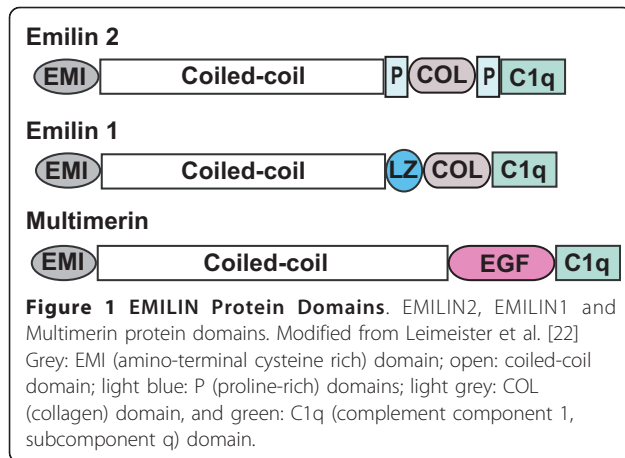 Emilin 2
EMI Coiled-coil P COL P C1q
Emilin 1
EMI Coiled-coil LZ COL C1q
Multimerin
EMI Coiled-coil EGF C1q
Figure 1 EMILIN Protein Domains. EMILIN2, EMILIN1 and
Multimerin protein domains. Modified from Leimeister et al. [22]
Grey: EMI (amino-terminal cysteine rich) domain; open: coiled-coil
domain; light blue: P (proline-rich) domains; light grey: COL
(collagen) domain, and green: C1q (complement component 1,
subcomponent q) domain.